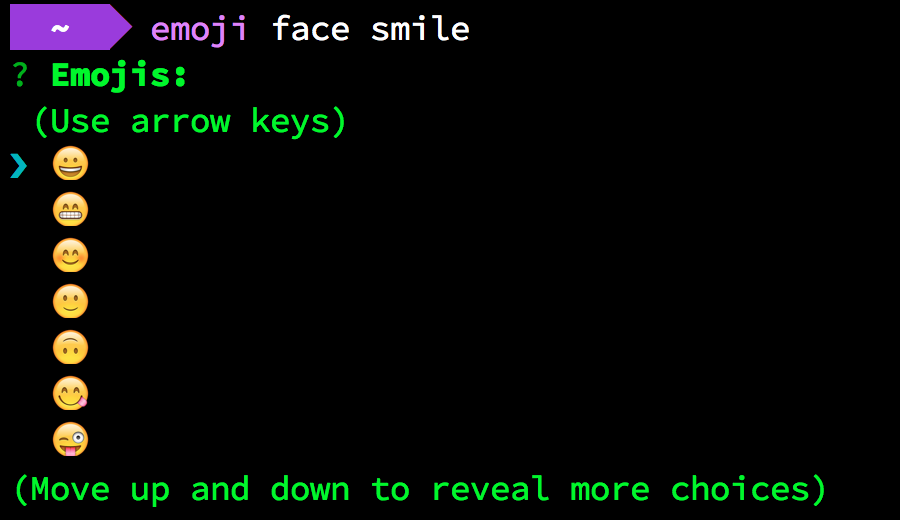 ~ emoji face smile
? Emojis:
(Use arrow keys)
❯ 😀
😁
😊
🙂
🙃
😋
😜
(Move up and down to reveal more choices)